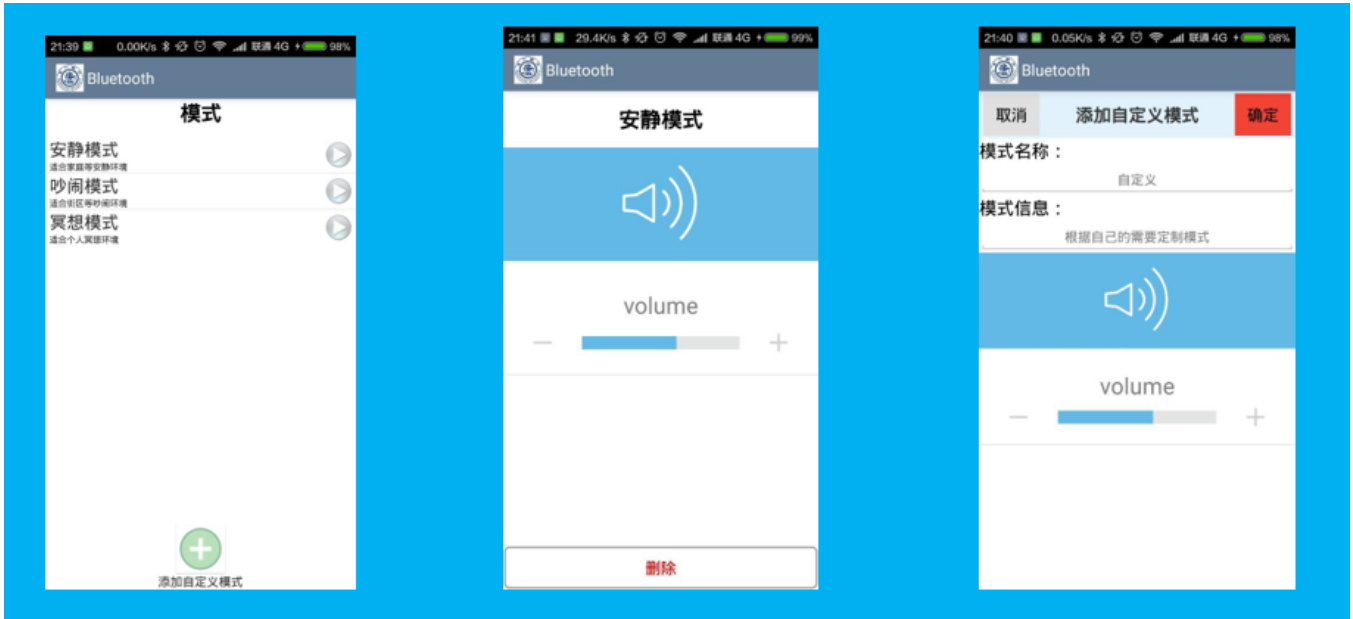 21:39 0.00K/s 联通 4G 98%
Bluetooth
模式
安静模式
适合家庭等安静环境
吵闹模式
适合街区等吵闹环境
冥想模式
适合个人冥想环境
添加自定义模式
21:41 29.4K/s 联通 4G 99%
Bluetooth
安静模式
volume
− +
删除
21:40 0.05K/s 联通 4G 98%
Bluetooth
取消 添加自定义模式 确定
模式名称：
自定义
模式信息：
根据自己的需要定制模式
volume
− +